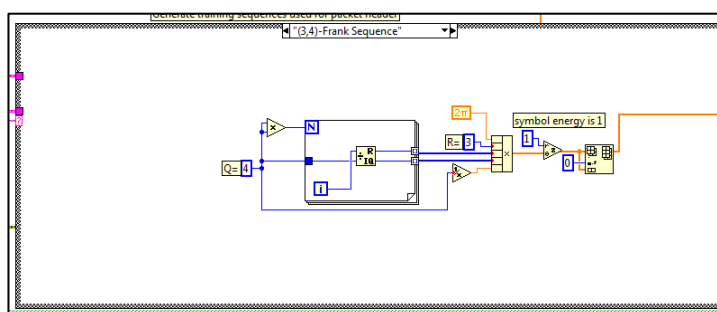 Generate training sequences used for packet header
"(3,4)-Frank Sequence"
2π
symbol energy is 1
N
R= 3
1
R
IQ
0
Q= 4
i